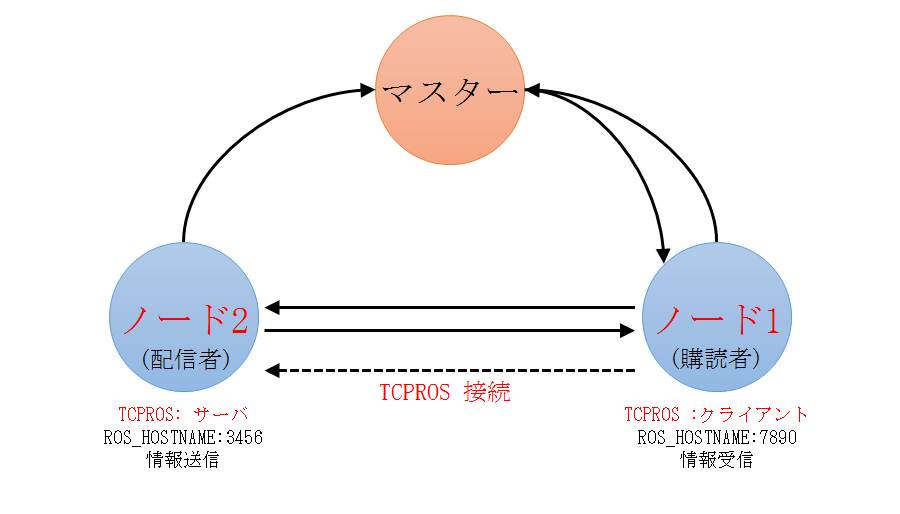 マスター
ノード2
(配信者)
ノード1
(購読者)
TCPROS 接続
TCPROS: サーバ
ROS_HOSTNAME:3456
情報送信
TCPROS :クライアント
ROS_HOSTNAME:7890
情報受信